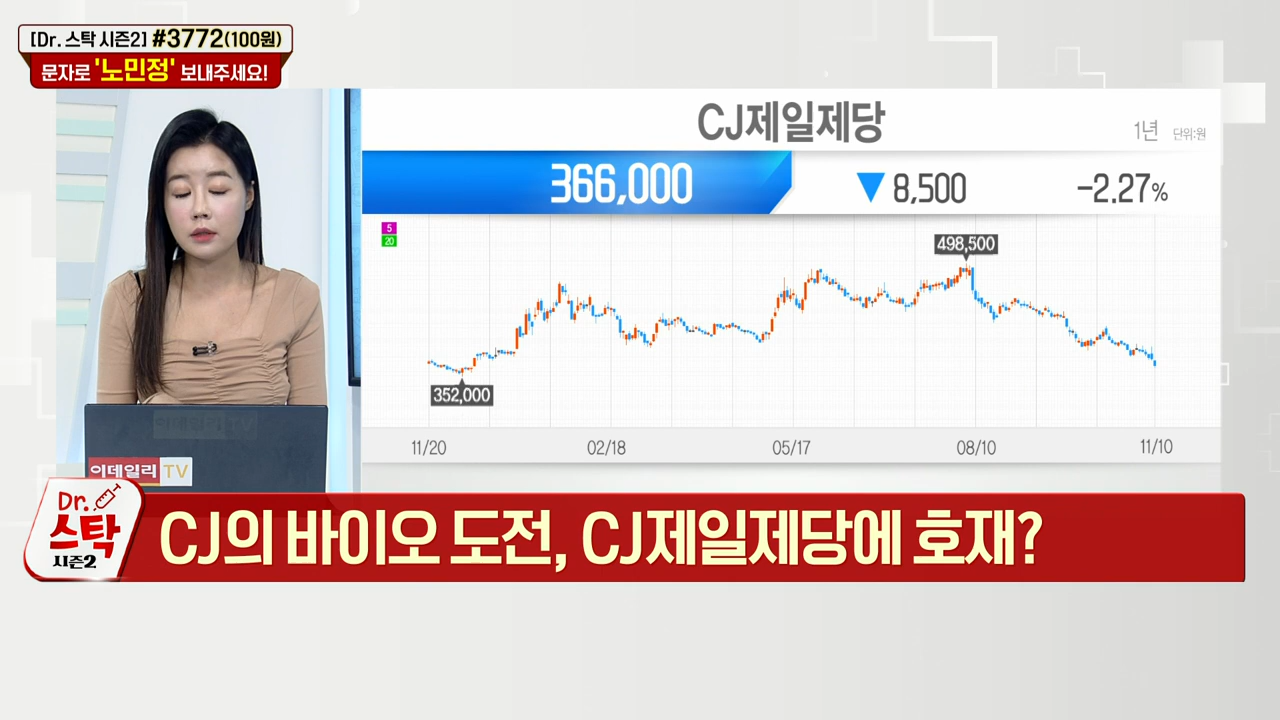 [Dr. 스탁 시즌2] #3772(100원)
문자로 '노민정' 보내주세요!
CJ제일제당
1년 단위:원
366,000 ▼ 8,500 -2.27%
5
20
498,500
352,000
11/20 02/18 05/17 08/10 11/10
이데일리 TV
이데일리 TV
Dr.
스탁
시즌2
CJ의 바이오 도전, CJ제일제당에 호재?